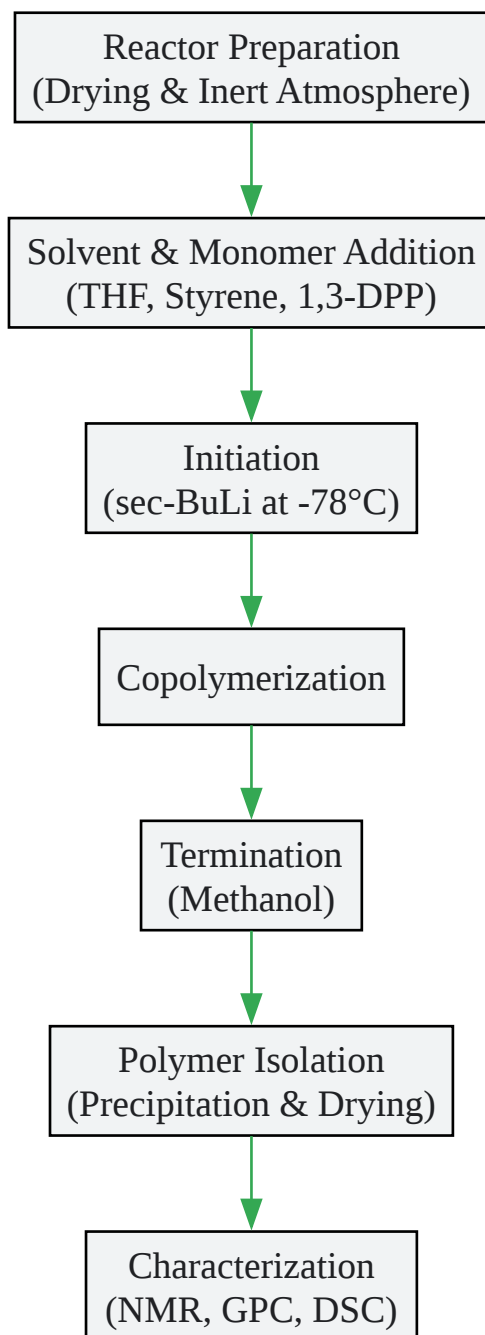 Reactor Preparation
(Drying & Inert Atmosphere)
Solvent & Monomer Addition
(THF, Styrene, 1,3-DPP)
Initiation
(sec-BuLi at -78°C)
Copolymerization
Termination
(Methanol)
Polymer Isolation
(Precipitation & Drying)
Characterization
(NMR, GPC, DSC)